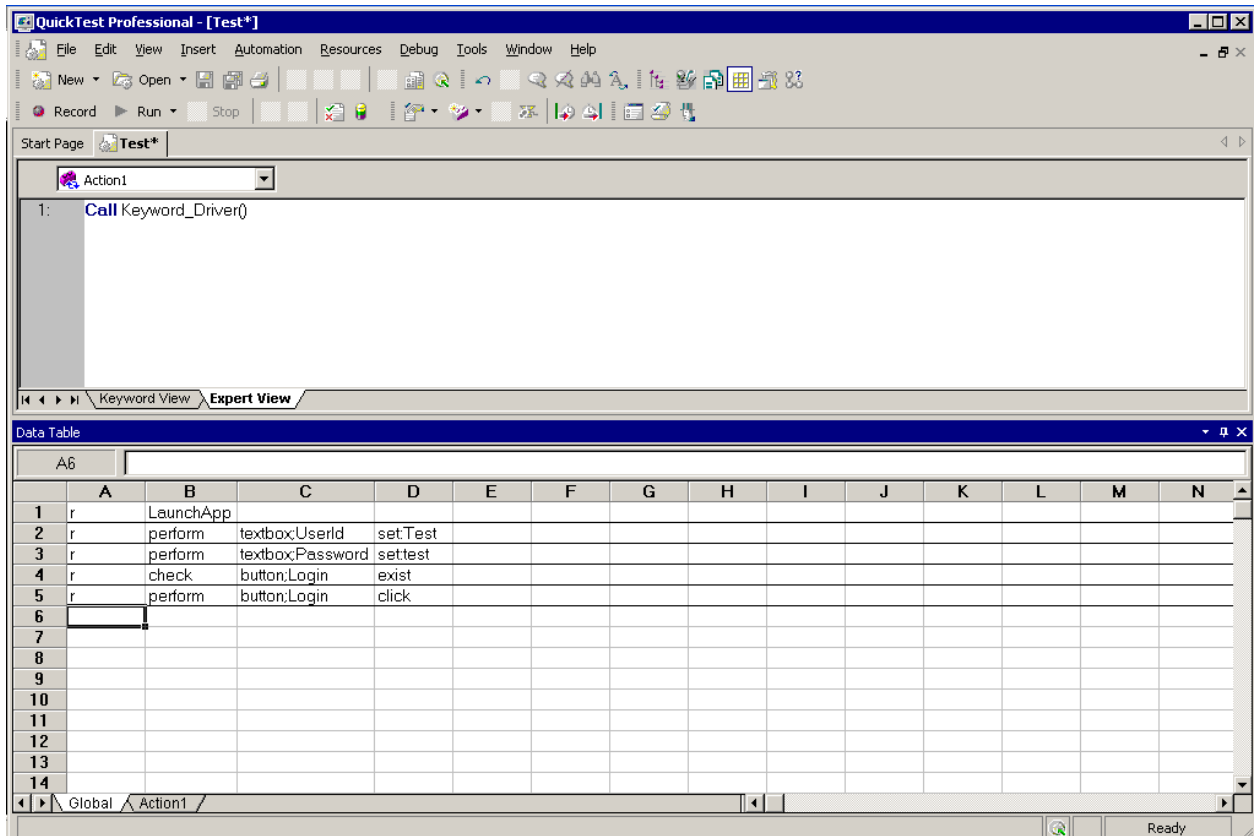 QuickTest Professional - [Test*]
File Edit View Insert Automation Resources Debug Tools Window Help
New Open
Record Run Stop
Start Page Test*
Action1
1: Call Keyword_Driver()
Keyword View Expert View
Data Table
A6
A B C D E F G H I J K L M N
1 r LaunchApp
2 r perform textbox;UserId set:Test
3 r perform textbox;Password set:test
4 r check button;Login exist
5 r perform button;Login click
6
7
8
9
10
11
12
13
14
Global Action1
Ready